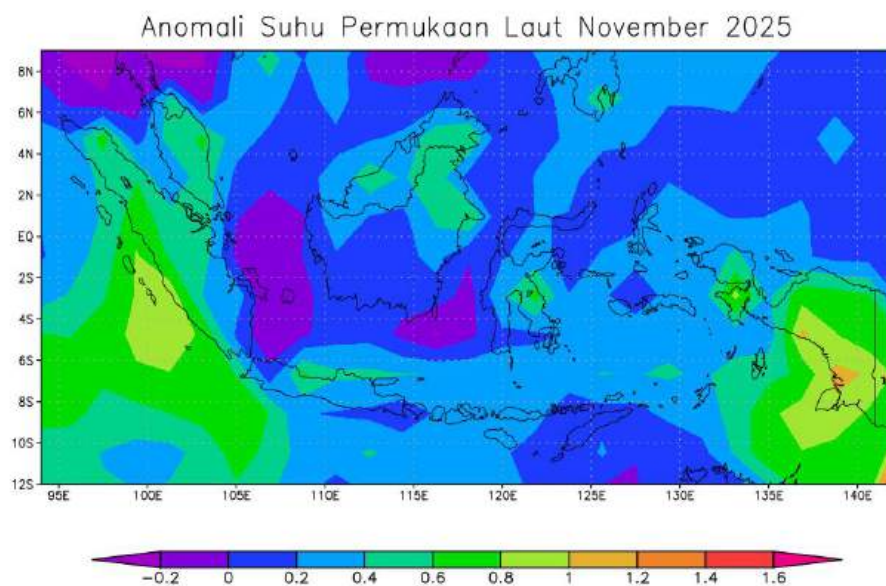 Anomali Suhu Permukaan Laut November 2025
8N
6N
4N
2N
EQ
2S
4S
6S
8S
10S
12S
95E 100E 105E 110E 115E 120E 125E 130E 135E 140E
-0.2 0 0.2 0.4 0.6 0.8 1 1.2 1.4 1.6